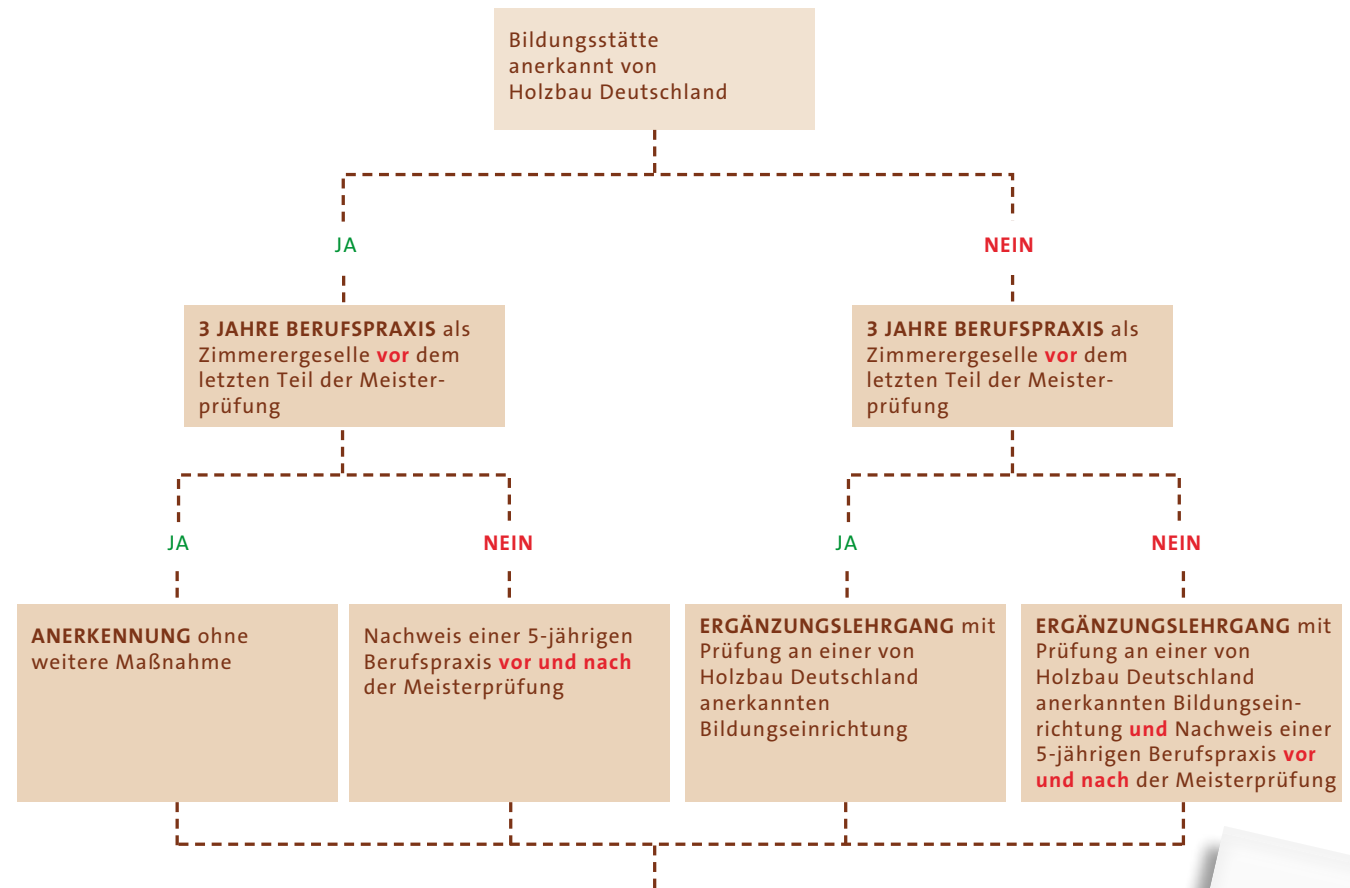 Bildungsstätte
anerkannt von
Holzbau Deutschland
JA
NEIN
3 JAHRE BERUFSPRAXIS als
Zimmerergeselle vor dem
letzten Teil der Meister-
prüfung
3 JAHRE BERUFSPRAXIS als
Zimmerergeselle vor dem
letzten Teil der Meister-
prüfung
JA
NEIN
JA
NEIN
ANERKENNUNG ohne
weitere Maßnahme
Nachweis einer 5-jährigen
Berufspraxis vor und nach
der Meisterprüfung
ERGÄNZUNGSLEHRGANG mit
Prüfung an einer von
Holzbau Deutschland
anerkannten
Bildungseinrichtung
ERGÄNZUNGSLEHRGANG mit
Prüfung an einer von
Holzbau Deutschland
anerkannten Bildungsein-
richtung und Nachweis einer
5-jährigen Berufspraxis vor
und nach der Meisterprüfung